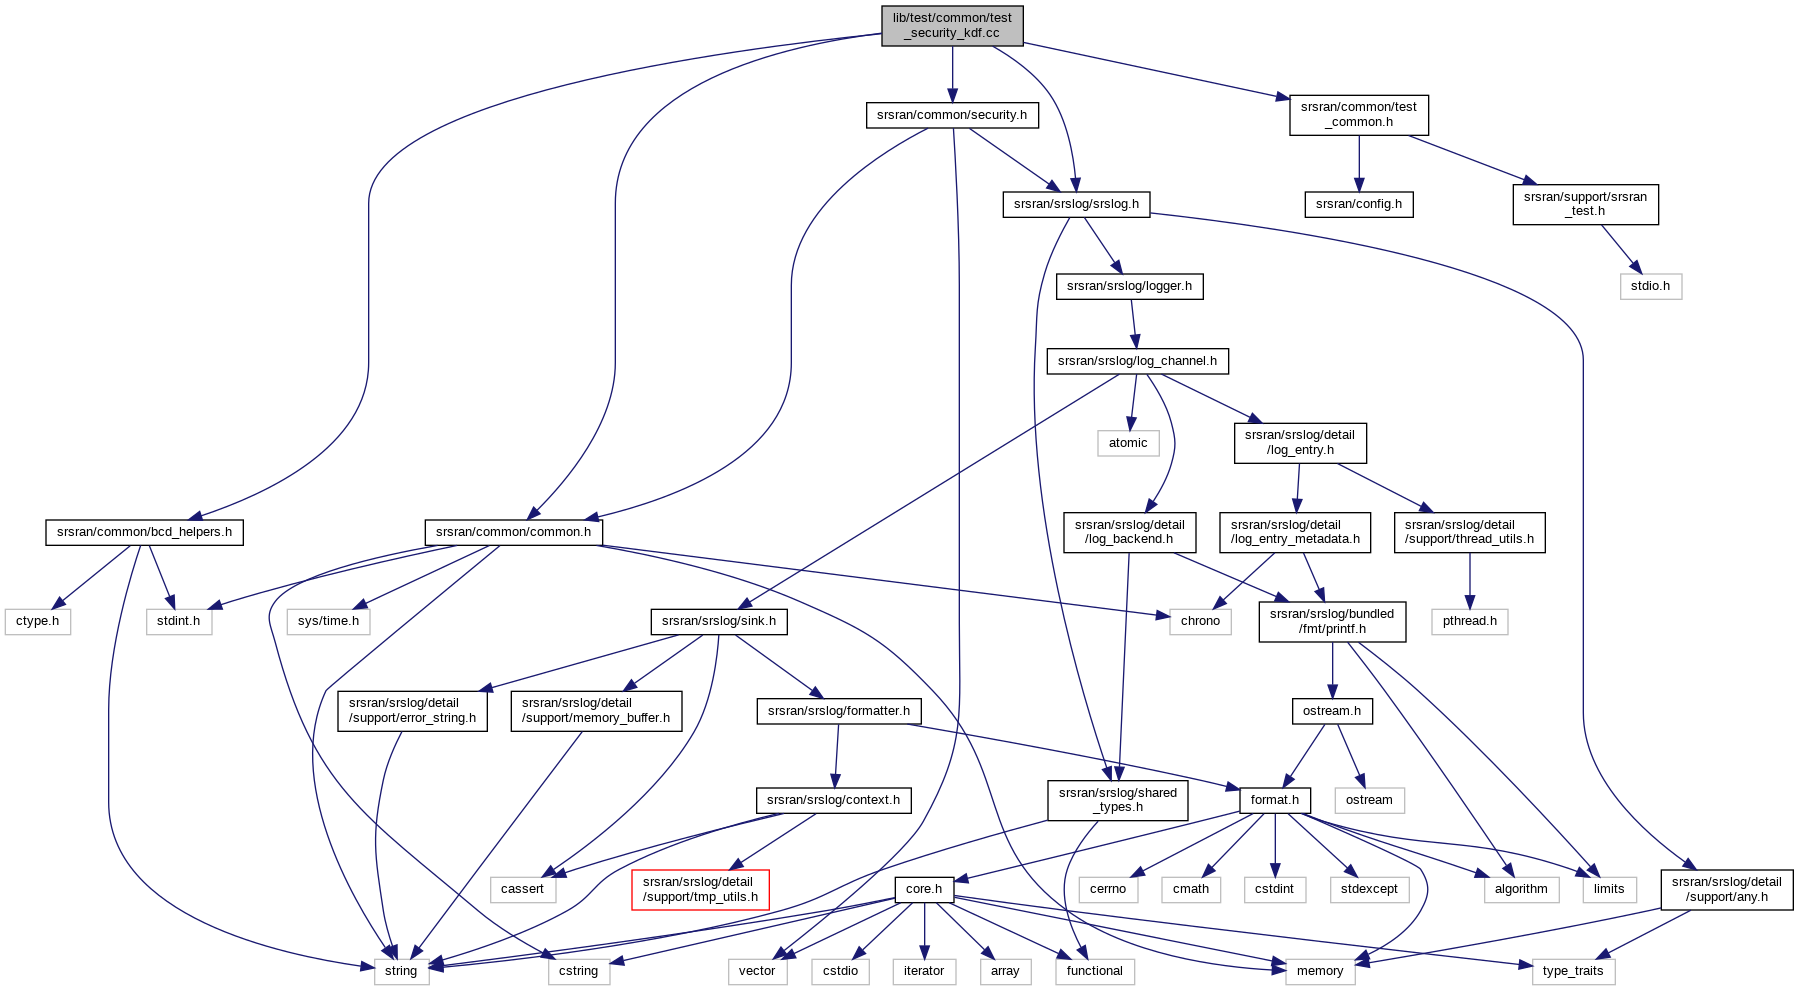 lib/test/common/test
_security_kdf.cc
srsran/common/test
_common.h
srsran/common/security.h
srsran/srslog/srslog.h
srsran/config.h
srsran/support/srsran
_test.h
srsran/srslog/logger.h
stdio.h
srsran/srslog/log_channel.h
atomic
srsran/srslog/detail
/log_entry.h
srsran/common/bcd_helpers.h
srsran/common/common.h
srsran/srslog/detail
/log_backend.h
srsran/srslog/detail
/log_entry_metadata.h
srsran/srslog/detail
/support/thread_utils.h
ctype.h
stdint.h
sys/time.h
srsran/srslog/sink.h
chrono
srsran/srslog/bundled
/fmt/printf.h
pthread.h
srsran/srslog/detail
/support/error_string.h
srsran/srslog/detail
/support/memory_buffer.h
srsran/srslog/formatter.h
ostream.h
srsran/srslog/context.h
srsran/srslog/shared
_types.h
format.h
ostream
cassert
srsran/srslog/detail
/support/tmp_utils.h
core.h
cerrno
cmath
cstdint
stdexcept
algorithm
limits
srsran/srslog/detail
/support/any.h
string
cstring
vector
cstdio
iterator
array
functional
memory
type_traits